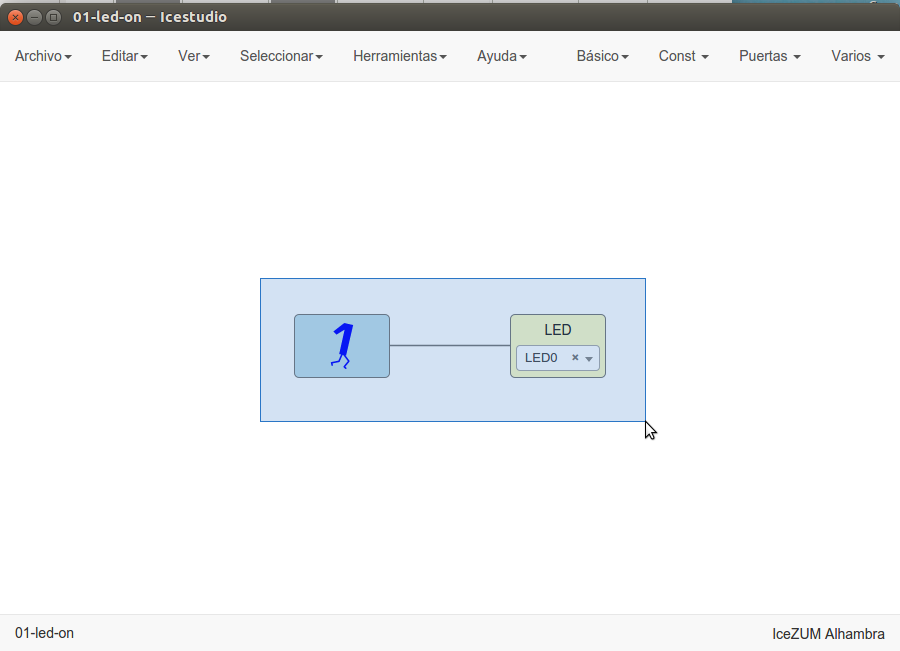 01-led-on – Icestudio
Archivo Editar Ver Seleccionar Herramientas Ayuda Básico Const Puertas Varios
1
LED
LED0
01-led-on
IceZUM Alhambra